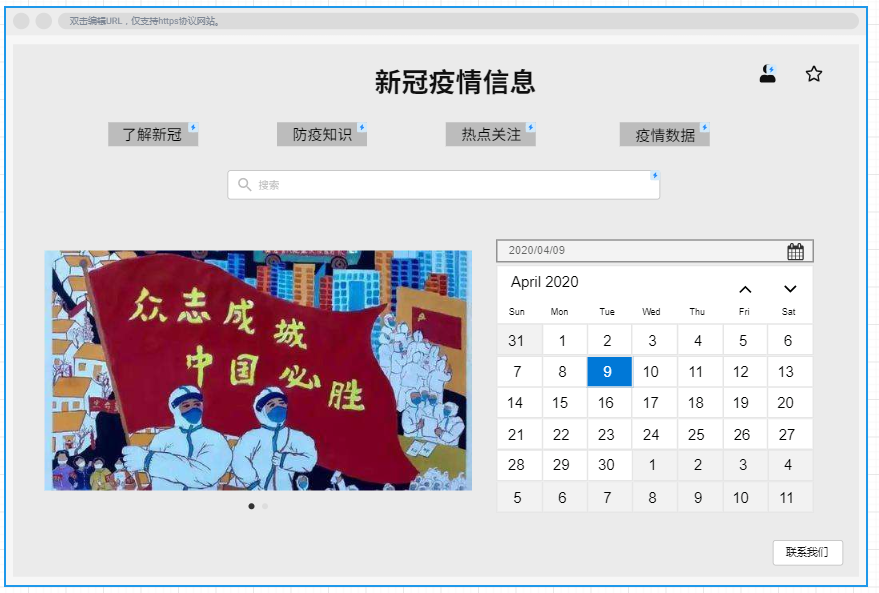 双击编辑URL，仅支持https协议网站。
新冠疫情信息
了解新冠 防疫知识 热点关注 疫情数据
搜索
众志成城
中国必胜
2020/04/09
April 2020
Sun Mon Tue Wed Thu Fri Sat
31 1 2 3 4 5 6
7 8 9 10 11 12 13
14 15 16 17 18 19 20
21 22 23 24 25 26 27
28 29 30 1 2 3 4
5 6 7 8 9 10 11
联系我们